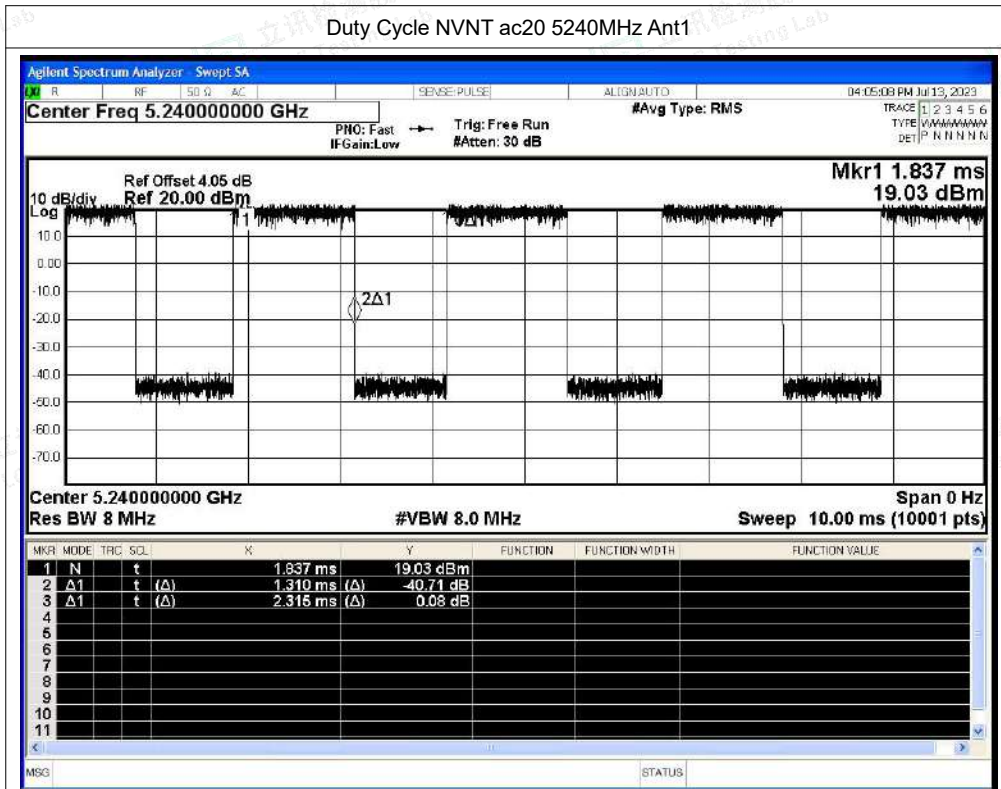 Duty Cycle NVNT ac20 5240MHz Ant1
Agilent Spectrum Analyzer - Swept SA
R RF 50 Ω AC SENSE:PULSE ALIGN AUTO 04:05:08 PM Jul 13, 2023
Center Freq 5.240000000 GHz #Avg Type: RMS TRACE 1 2 3 4 5 6
PNO: Fast Trig: Free Run TYPE
IFGain:Low #Atten: 30 dB DET P N N N N N
Mkr1 1.837 ms
Ref Offset 4.05 dB
10 dB/div Ref 20.00 dBm 19.03 dBm
Log
1 3Δ1
10.0
0.00
-10.0
2Δ1
-20.0
-30.0
-40.0
-50.0
-60.0
-70.0
Center 5.240000000 GHz Span 0 Hz
Res BW 8 MHz #VBW 8.0 MHz Sweep 10.00 ms (10001 pts)
MKR MODE TRC SCL X Y FUNCTION FUNCTION WIDTH FUNCTION VALUE
1 N t 1.837 ms 19.03 dBm
2 Δ1 t (Δ) 1.310 ms (Δ) -40.71 dB
3 Δ1 t (Δ) 2.315 ms (Δ) 0.08 dB
4
5
6
7
8
9
10
11
MSG STATUS